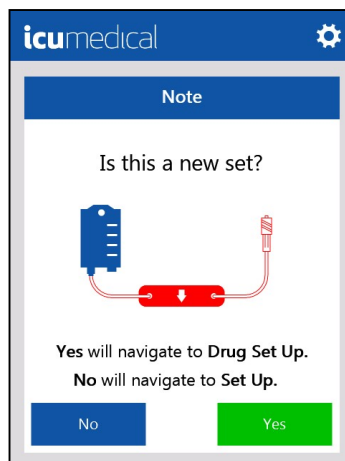 icumedical
Note
Is this a new set?
Yes will navigate to Drug Set Up.
No will navigate to Set Up.
No
Yes